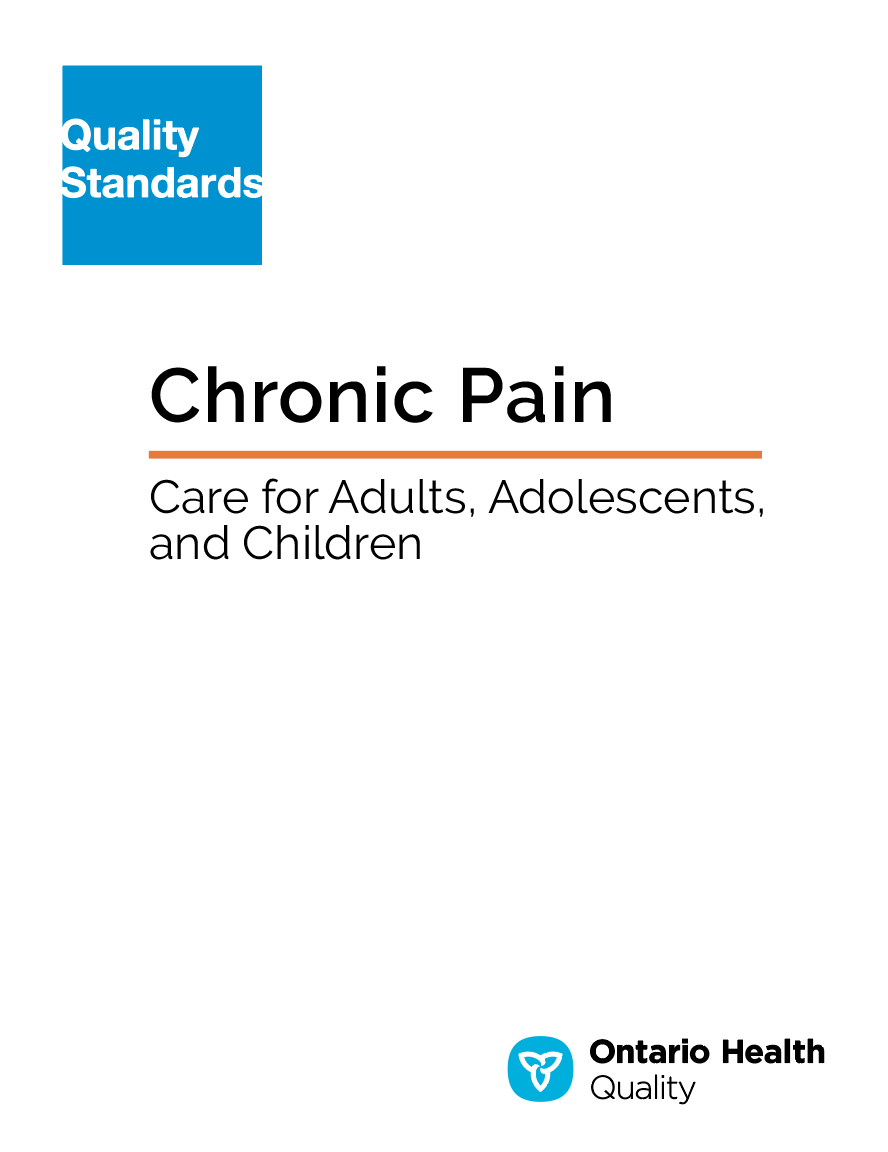 Quality
Standards
Chronic Pain
Care for Adults, Adolescents,
and Children
Ontario Health
Quality